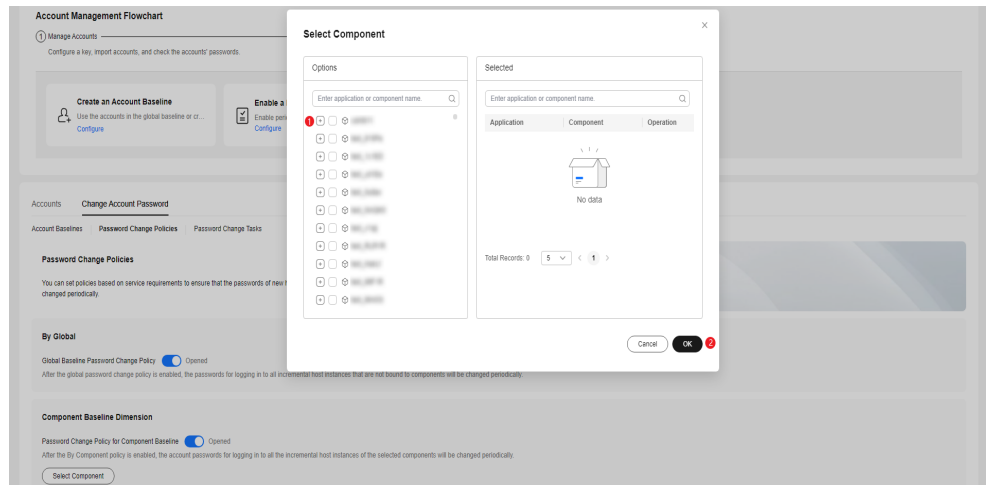 Account Management Flowchart
1 Manage Accounts
Configure a key, import accounts, and check the accounts' passwords.
Create an Account Baseline
Use the accounts in the global baseline or cr...
Configure
Enable a
Enable peri
Configure
Accounts
Change Account Password
Account Baselines
Password Change Policies
Password Change Tasks
Password Change Policies
You can set policies based on service requirements to ensure that the passwords of new h
changed periodically.
By Global
Global Baseline Password Change Policy
Opened
After the global password change policy is enabled, the passwords for logging in to all incremental host instances that are not bound to components will be changed periodically.
Component Baseline Dimension
Password Change Policy for Component Baseline
Opened
After the By Component policy is enabled, the account passwords for logging in to all the incremental host instances of the selected components will be changed periodically.
Select Component
Select Component
Options
Enter application or component name.
1
Selected
Enter application or component name.
Application Component Operation
No data
Total Records: 0 5 < 1 >
Cancel OK 2